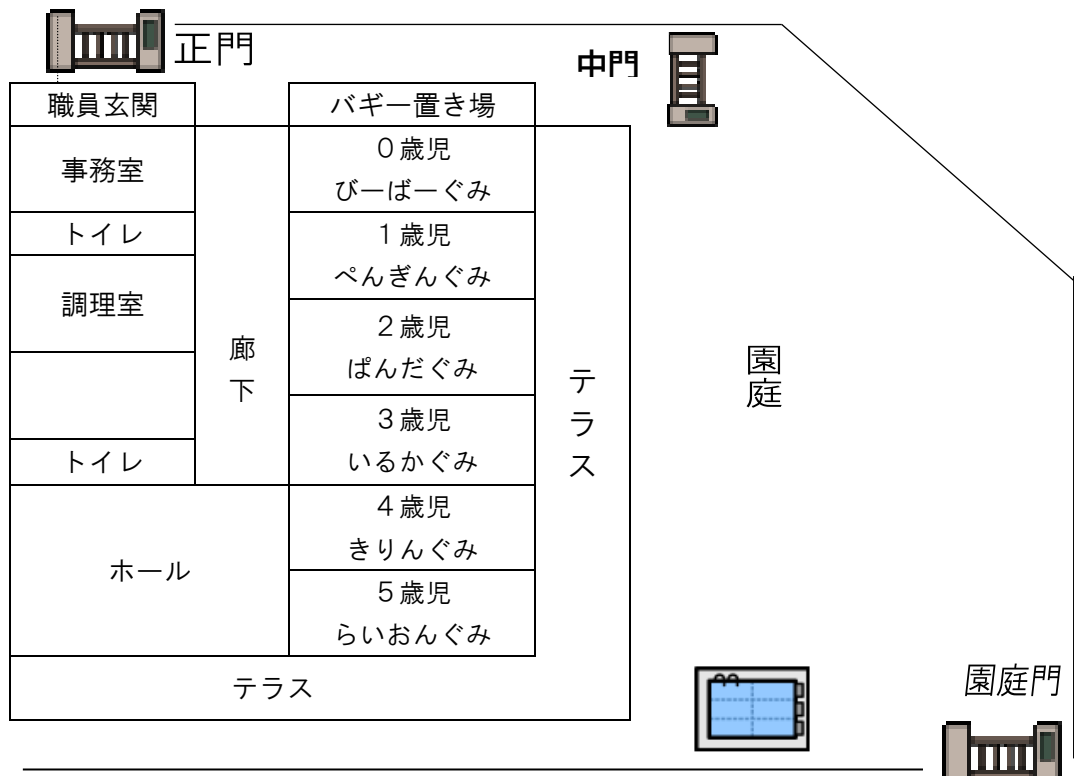 正門
中門
職員玄関
バギー置き場
事務室
０歳児
びーばーぐみ
トイレ
１歳児
ぺんぎんぐみ
調理室
２歳児
ぱんだぐみ
廊下
３歳児
いるかぐみ
トイレ
テラス
園庭
４歳児
きりんぐみ
ホール
５歳児
らいおんぐみ
テラス
園庭門